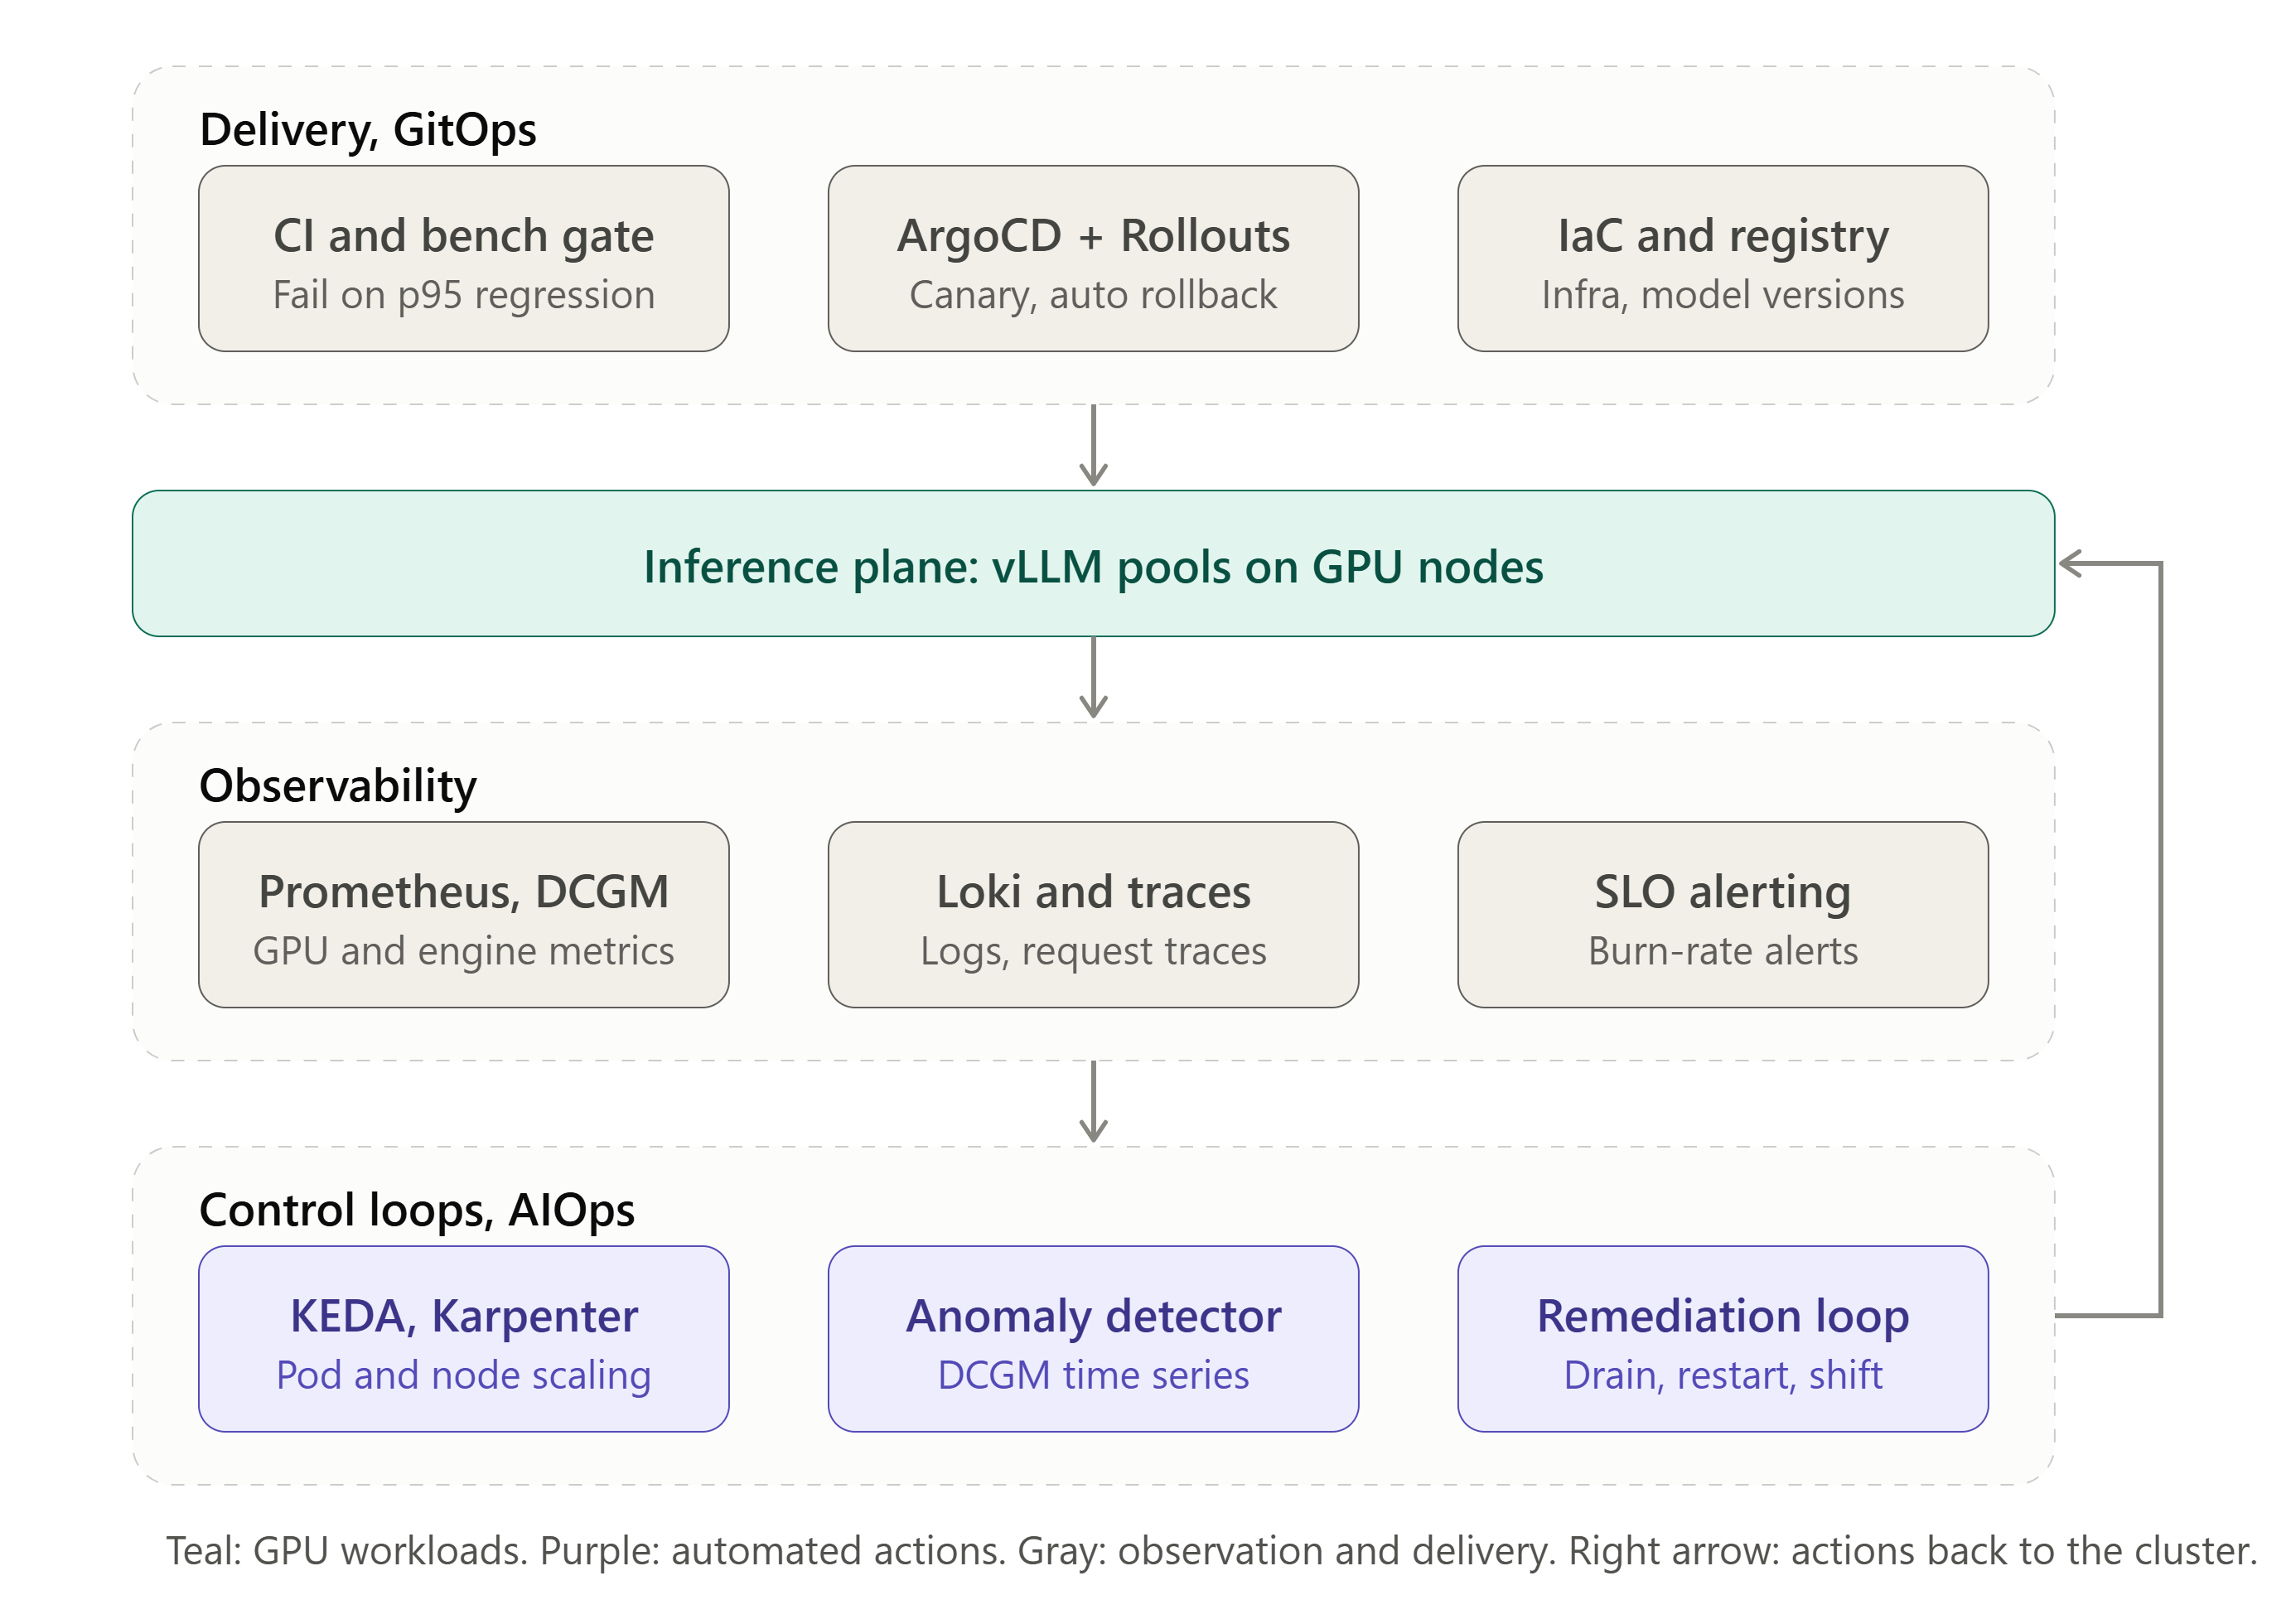 Delivery, GitOps
CI and bench gate
Fail on p95 regression
ArgoCD + Rollouts
Canary, auto rollback
IaC and registry
Infra, model versions
Inference plane: vLLM pools on GPU nodes
Observability
Prometheus, DCGM
GPU and engine metrics
Loki and traces
Logs, request traces
SLO alerting
Burn-rate alerts
Control loops, AIOps
KEDA, Karpenter
Pod and node scaling
Anomaly detector
DCGM time series
Remediation loop
Drain, restart, shift
Teal: GPU workloads. Purple: automated actions. Gray: observation and delivery. Right arrow: actions back to the cluster.